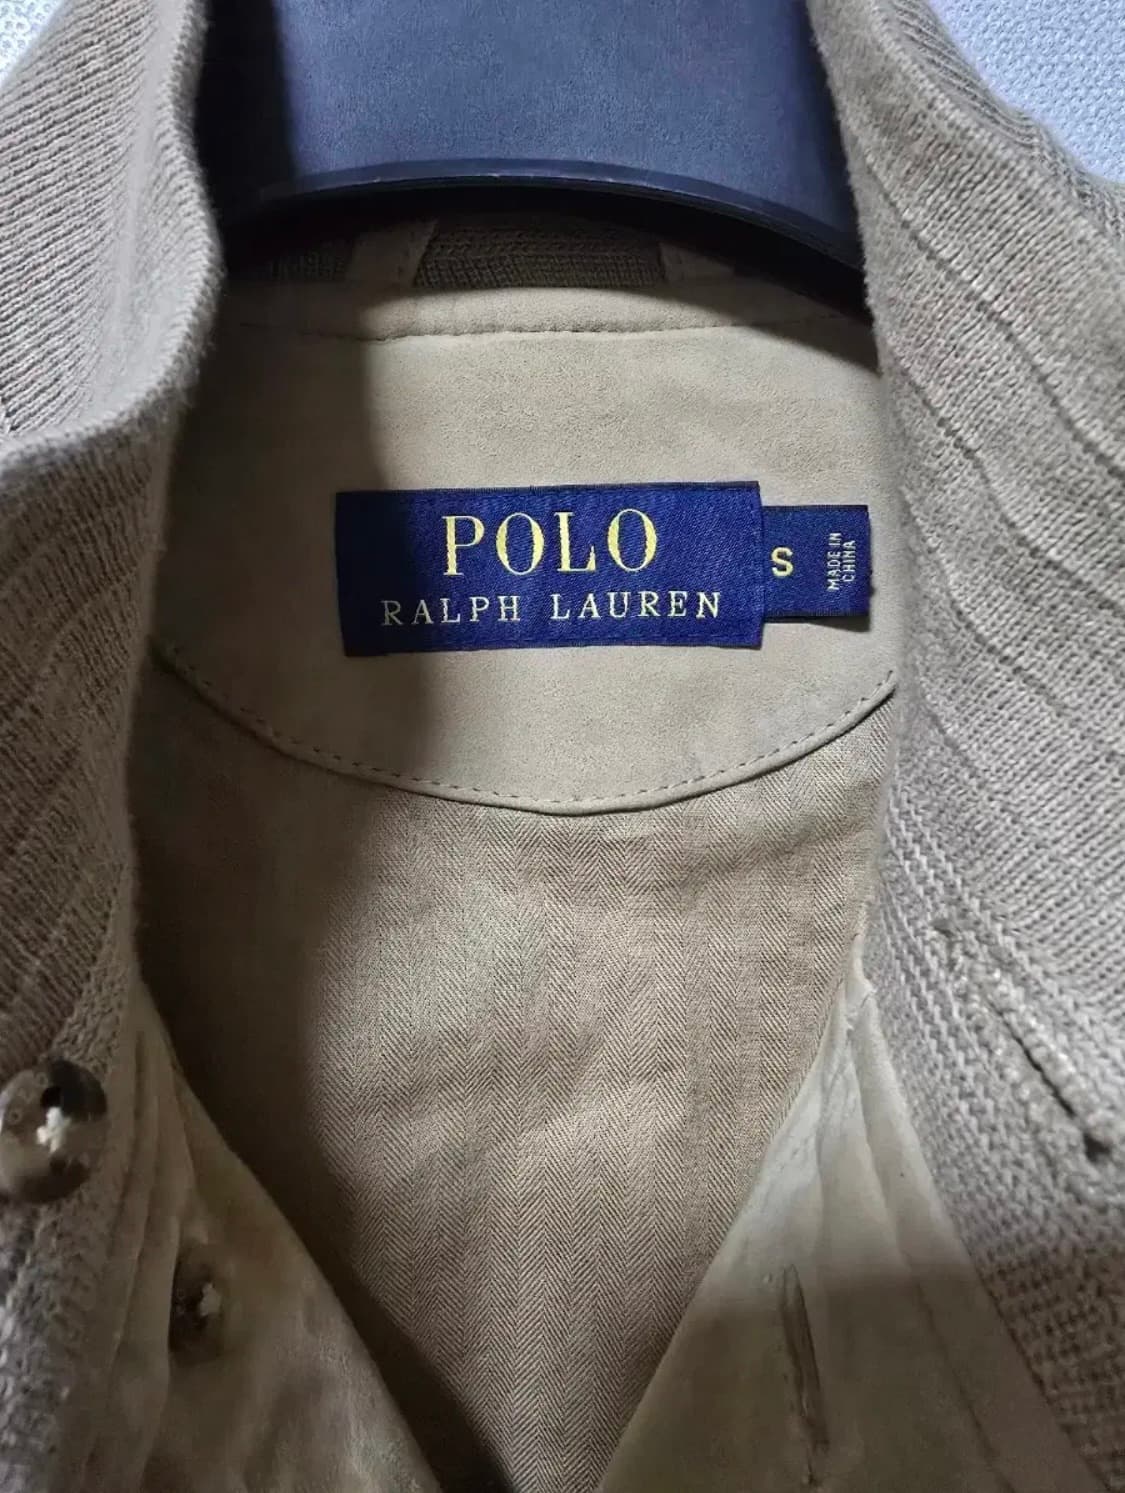 POLO
RALPH LAUREN
S
MADE IN
CHINA